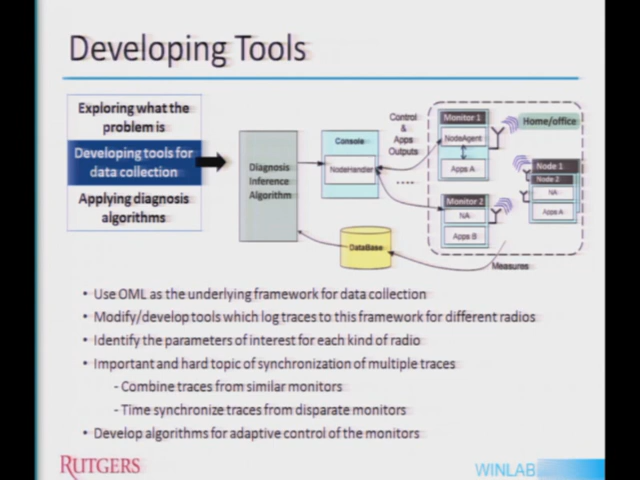 Developing Tools
Exploring what the
problem is
Developing tools for
data collection
Applying diagnosis
algorithms
Diagnosis
Inference
Algorithm
Console
NodeHandler
Control
&
Apps
Outputs
.....
Monitor 1
NodeAgent
Apps A
Monitor 2
NA
Apps B
Home/office
Node 1
Node 2
NA
Apps A
DataBase
Measures
• Use OML as the underlying framework for data collection
• Modify/develop tools which log traces to this framework for different radios
• Identify the parameters of interest for each kind of radio
• Important and hard topic of synchronization of multiple traces
- Combine traces from similar monitors
- Time synchronize traces from disparate monitors
• Develop algorithms for adaptive control of the monitors
RUTGERS
WINLAB